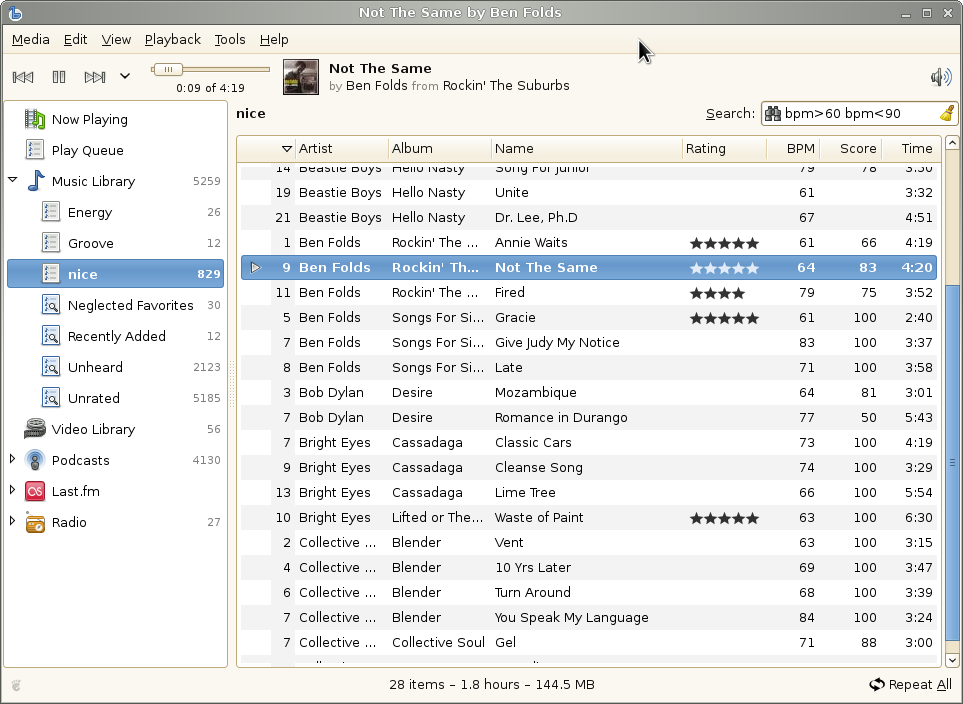 Not The Same by Ben Folds
Media Edit View Playback Tools Help
Not The Same
by Ben Folds from Rockin' The Suburbs
0:09 of 4:19
Now Playing
Play Queue
Music Library 5259
Energy 26
Groove 12
nice 829
Neglected Favorites 30
Recently Added 12
Unheard 2123
Unrated 5185
Video Library 56
Podcasts 4130
Last.fm
Radio 27
nice
Search: bpm>60 bpm<90
Artist Album Name Rating BPM Score Time
14 Beastie Boys Hello Nasty Song For Junior 79 78 3:50
19 Beastie Boys Hello Nasty Unite 61 3:32
21 Beastie Boys Hello Nasty Dr. Lee, Ph.D 67 4:51
1 Ben Folds Rockin' The ... Annie Waits ★★★★★ 61 66 4:19
9 Ben Folds Rockin' Th... Not The Same ★★★★★ 64 83 4:20
11 Ben Folds Rockin' The ... Fired ★★★★ 79 75 3:52
5 Ben Folds Songs For Si... Gracie ★★★★★ 61 100 2:40
7 Ben Folds Songs For Si... Give Judy My Notice 83 100 3:37
8 Ben Folds Songs For Si... Late 71 100 3:58
3 Bob Dylan Desire Mozambique 64 81 3:01
7 Bob Dylan Desire Romance in Durango 77 50 5:43
7 Bright Eyes Cassadaga Classic Cars 73 100 4:19
9 Bright Eyes Cassadaga Cleanse Song 74 100 3:29
13 Bright Eyes Cassadaga Lime Tree 66 100 5:54
10 Bright Eyes Lifted or The... Waste of Paint ★★★★★ 63 100 6:30
2 Collective ... Blender Vent 63 100 3:15
4 Collective ... Blender 10 Yrs Later 69 100 3:47
6 Collective ... Blender Turn Around 68 100 3:39
7 Collective ... Blender You Speak My Language 84 100 3:24
7 Collective ... Collective Soul Gel 71 88 3:00
28 items – 1.8 hours – 144.5 MB
Repeat All